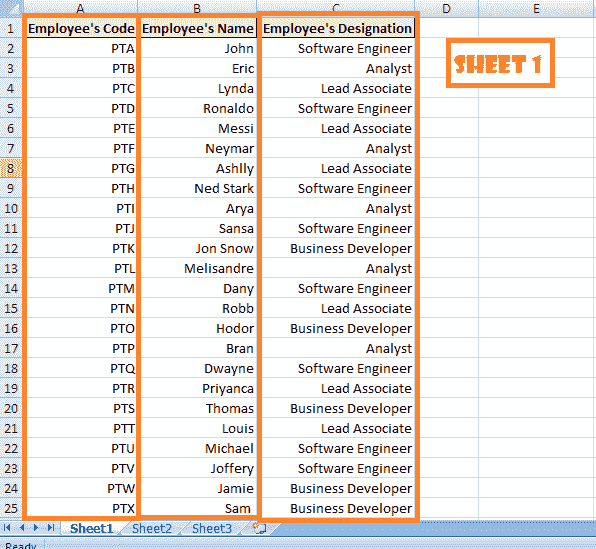 A B C D E
1 Employee's Code Employee's Name Employee's Designation
2 PTA John Software Engineer
SHEET 1
3 PTB Eric Analyst
4 PTC Lynda Lead Associate
5 PTD Ronaldo Software Engineer
6 PTE Messi Lead Associate
7 PTF Neymar Analyst
8 PTG Ashlly Lead Associate
9 PTH Ned Stark Software Engineer
10 PTI Arya Analyst
11 PTJ Sansa Software Engineer
12 PTK Jon Snow Business Developer
13 PTL Melisandre Analyst
14 PTM Dany Software Engineer
15 PTN Robb Lead Associate
16 PTO Hodor Business Developer
17 PTP Bran Analyst
18 PTQ Dwayne Software Engineer
19 PTR Priyanca Lead Associate
20 PTS Thomas Business Developer
21 PTT Louis Lead Associate
22 PTU Michael Software Engineer
23 PTV Joffery Software Engineer
24 PTW Jamie Business Developer
25 PTX Sam Business Developer
Sheet1 Sheet2 Sheet3
Ready